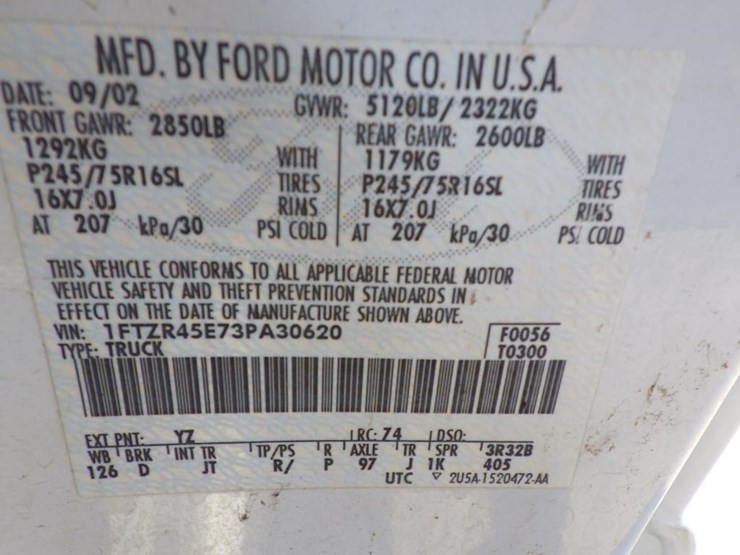 MFD. BY FORD MOTOR CO. IN U.S.A.
DATE: 09/02 GVWR: 5120LB/ 2322KG
FRONT GAWR: 2850LB REAR GAWR: 2600LB
1292KG WITH 1179KG WITH
P245/75R16SL TIRES P245/75R16SL TIRES
16X7.0J RIMS 16X7.0J RIMS
AT 207 kPa/30 PSI COLD AT 207 kPa/30 PSI COLD
THIS VEHICLE CONFORMS TO ALL APPLICABLE FEDERAL MOTOR
VEHICLE SAFETY AND THEFT PREVENTION STANDARDS IN
EFFECT ON THE DATE OF MANUFACTURE SHOWN ABOVE.
VIN: 1FTZR45E73PA30620 F0056
TYPE: TRUCK T0300
EXT PNT: YZ RC: 74 DSO:
WB BRK INT TR TP/PS R AXLE TR SPR 3R32B
126 D JT R/ P 97 J 1K 405
UTC ▽ 2U5A-1520472-AA